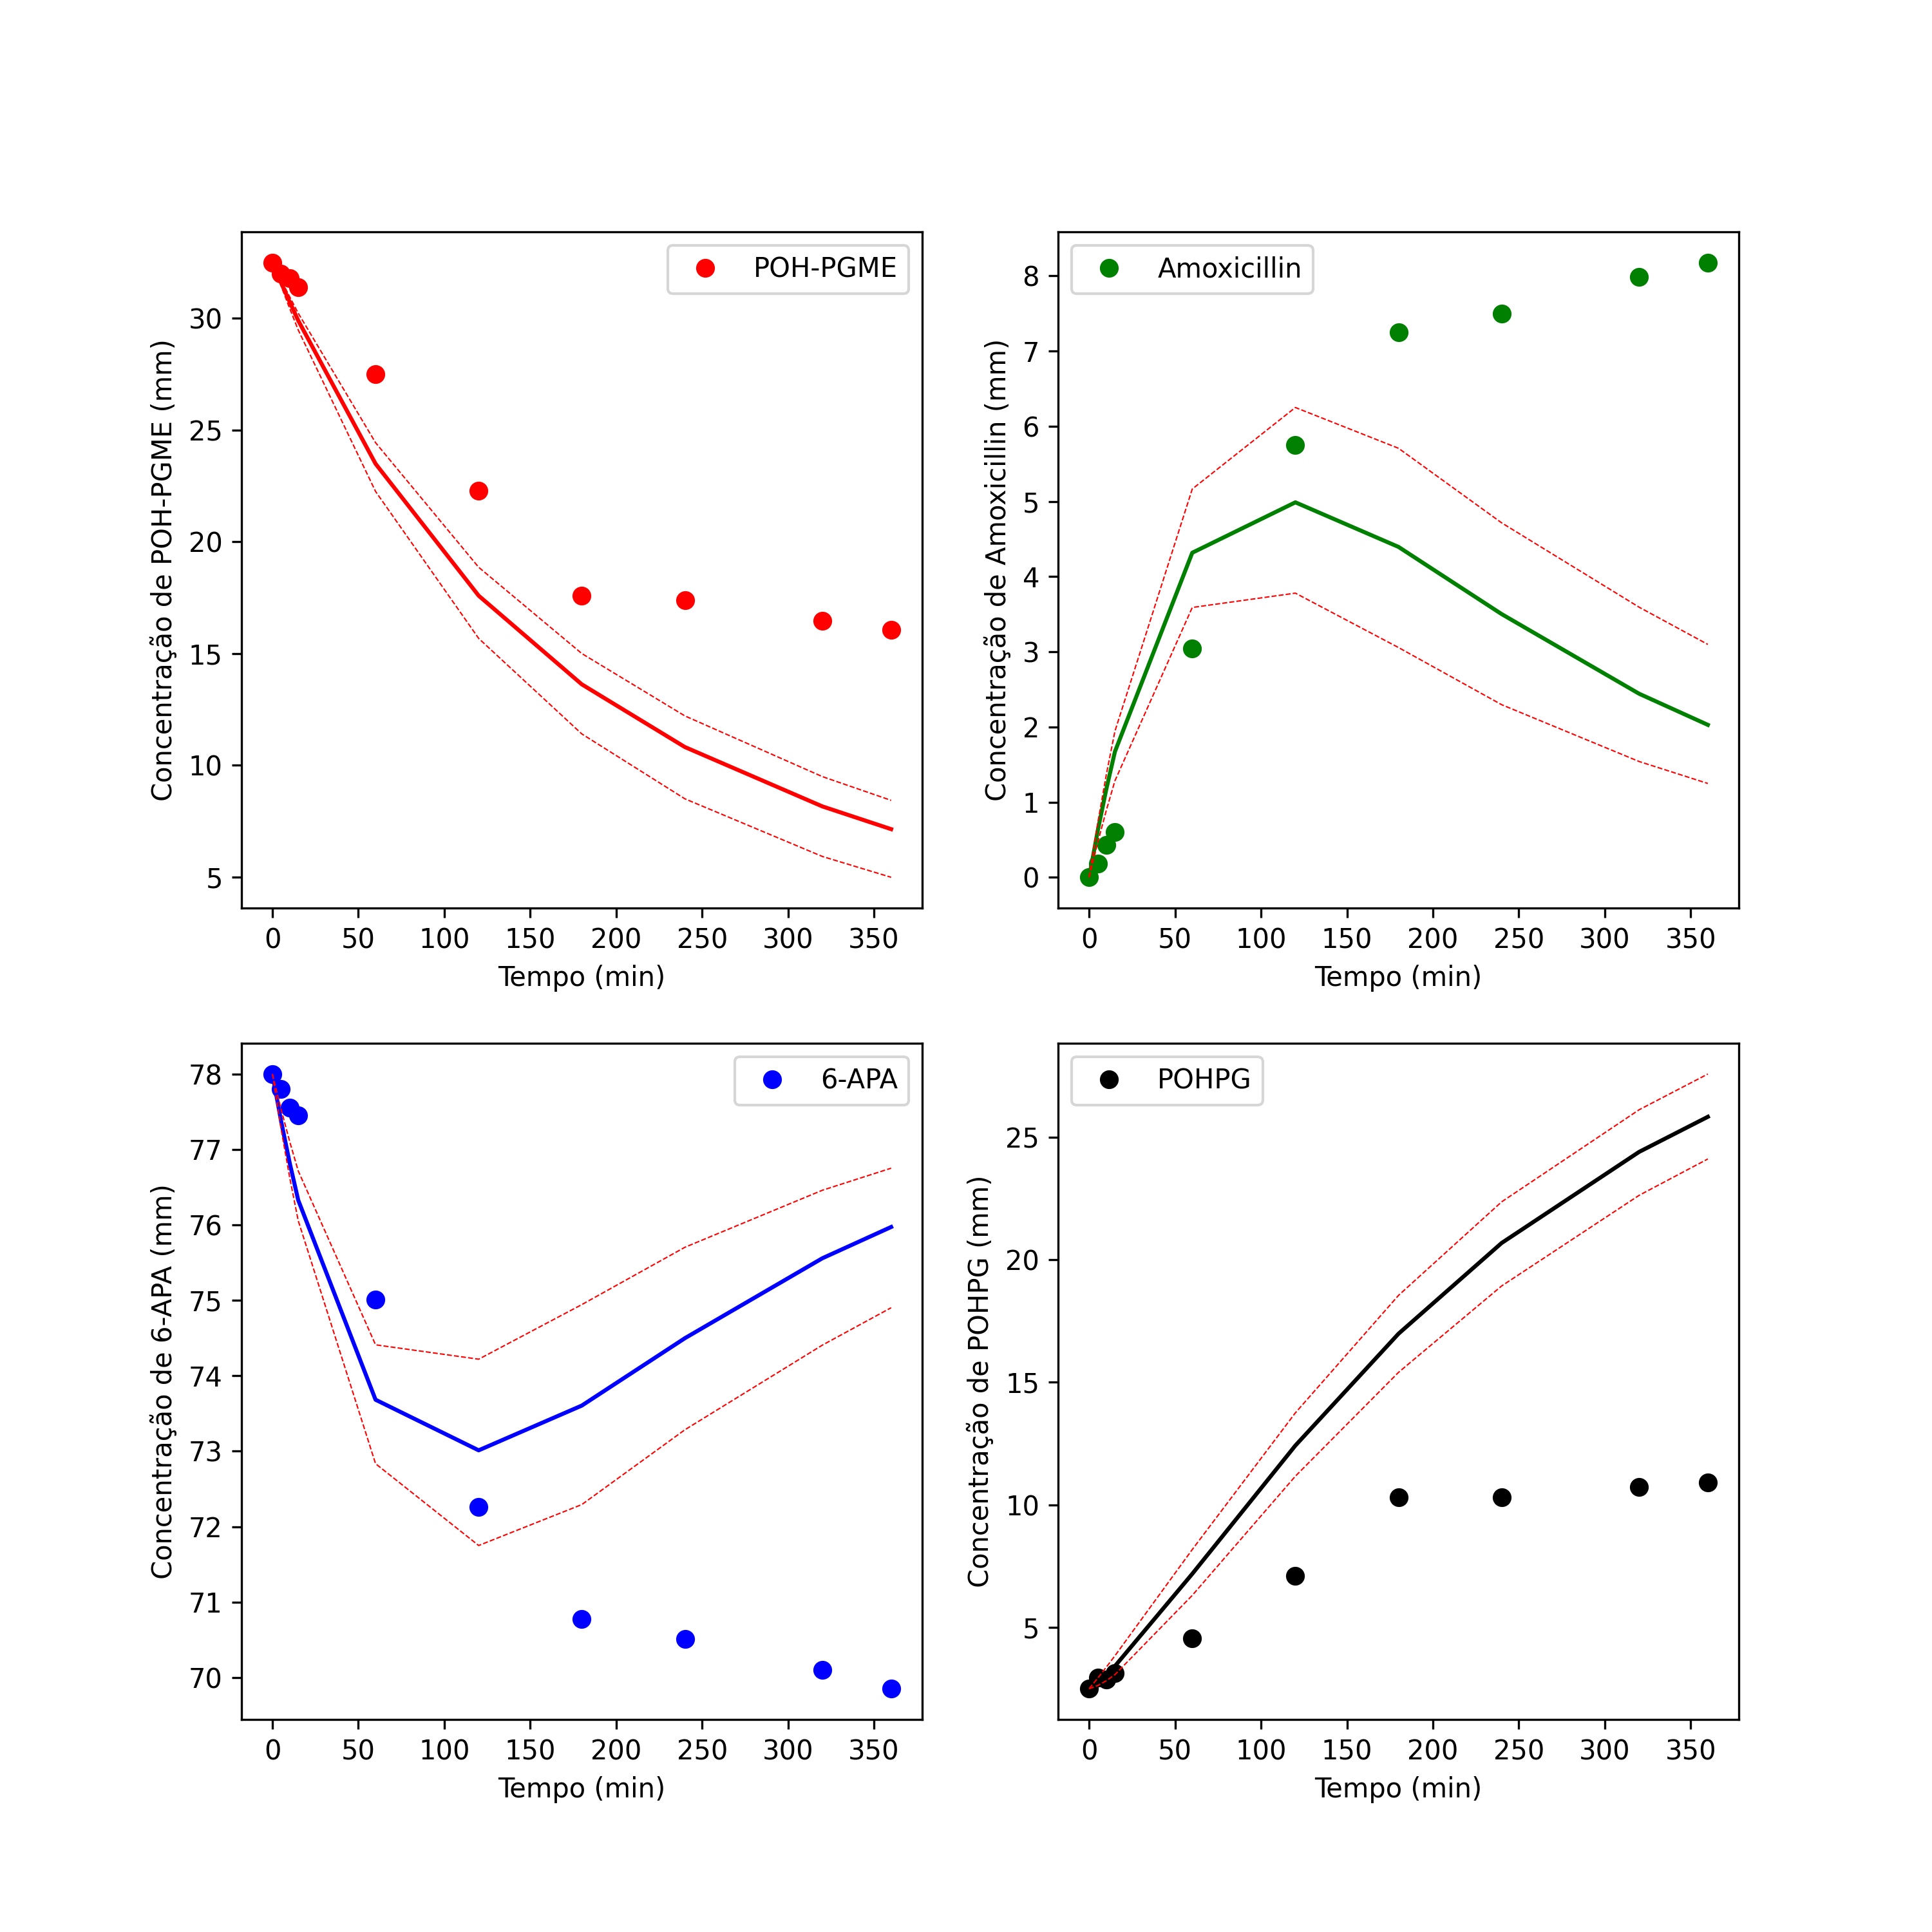 POH-PGME
Concentração de POH-PGME (mm)
30
25
20
15
10
5
0 50 100 150 200 250 300 350
Tempo (min)
Amoxicillin
Concentração de Amoxicillin (mm)
8
7
6
5
4
3
2
1
0
0 50 100 150 200 250 300 350
Tempo (min)
6-APA
Concentração de 6-APA (mm)
78
77
76
75
74
73
72
71
70
0 50 100 150 200 250 300 350
Tempo (min)
POHPG
Concentração de POHPG (mm)
25
20
15
10
5
0 50 100 150 200 250 300 350
Tempo (min)